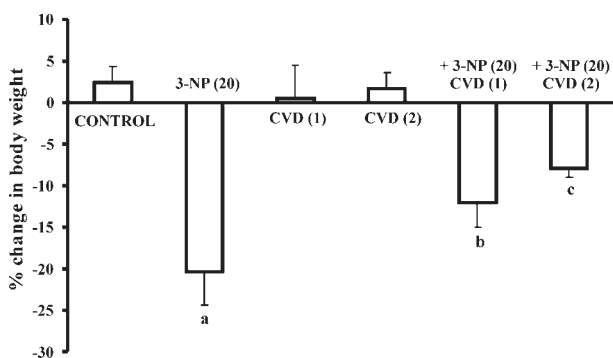 % change in body weight
10
5
0
-5
-10
-15
-20
-25
-30
CONTROL
3-NP (20)
CVD (1)
CVD (2)
+ 3-NP (20)
CVD (1)
+ 3-NP (20)
CVD (2)
a
b
c